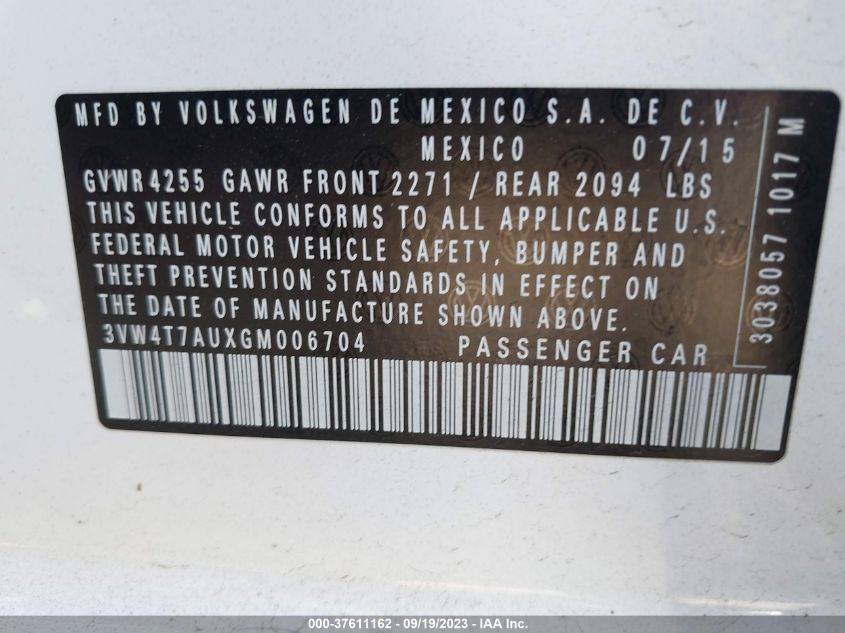 MFD BY VOLKSWAGEN DE MEXICO S.A. DE C.V.
MEXICO 07/15
GVWR 4255 GAWR FRONT 2271 / REAR 2094 LBS
THIS VEHICLE CONFORMS TO ALL APPLICABLE U.S.
FEDERAL MOTOR VEHICLE SAFETY, BUMPER AND
THEFT PREVENTION STANDARDS IN EFFECT ON
THE DATE OF MANUFACTURE SHOWN ABOVE.
3VW4T7AUXGM006704 PASSENGER CAR
3038057 1017 M
000-37611162 - 09/19/2023 - IAA Inc.